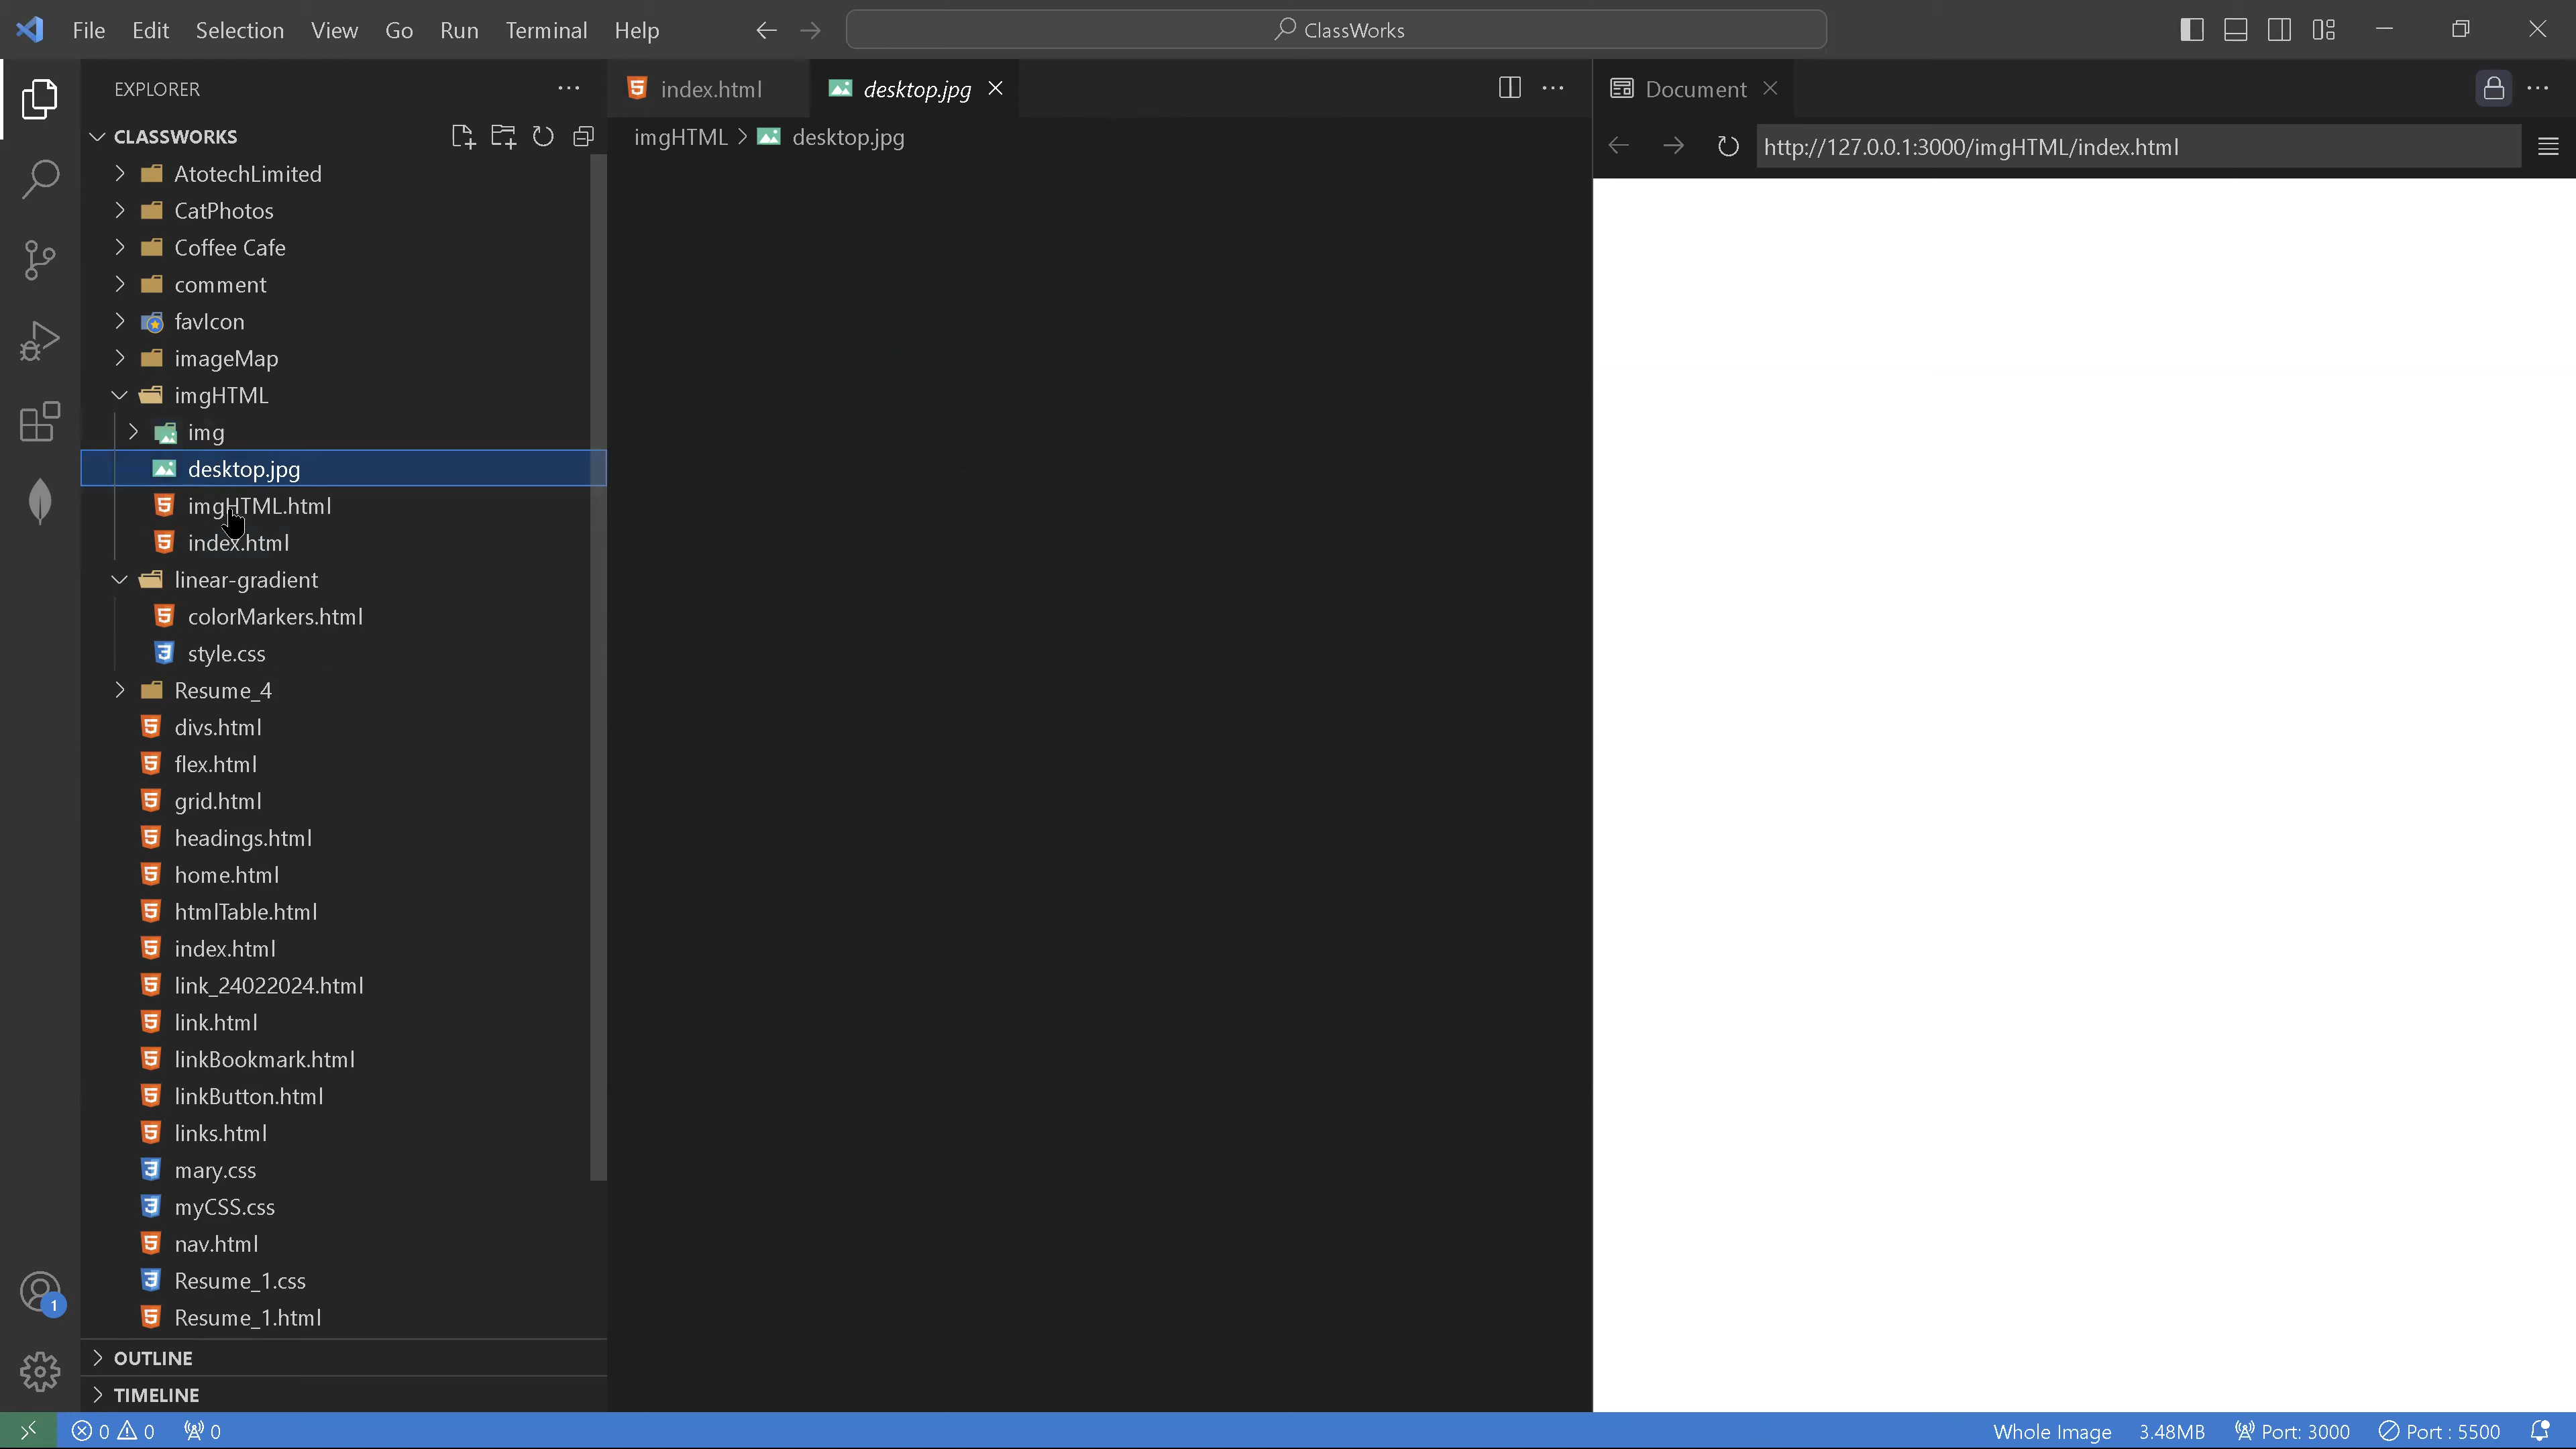 File Edit Selection View Go Run Terminal Help
ClassWorks
EXPLORER
CLASSWORKS
AtotechLimited
CatPhotos
Coffee Cafe
comment
favIcon
imageMap
imgHTML
img
desktop.jpg
imgHTML.html
index.html
linear-gradient
colorMarkers.html
style.css
Resume_4
divs.html
flex.html
grid.html
headings.html
home.html
htmlTable.html
index.html
link_24022024.html
link.html
linkBookmark.html
linkButton.html
links.html
mary.css
myCSS.css
nav.html
Resume_1.css
Resume_1.html
OUTLINE
TIMELINE
index.html desktop.jpg
imgHTML > desktop.jpg
Document
http://127.0.0.1:3000/imgHTML/index.html
1
0 0 0
Whole Image 3.48MB Port: 3000 Port : 5500